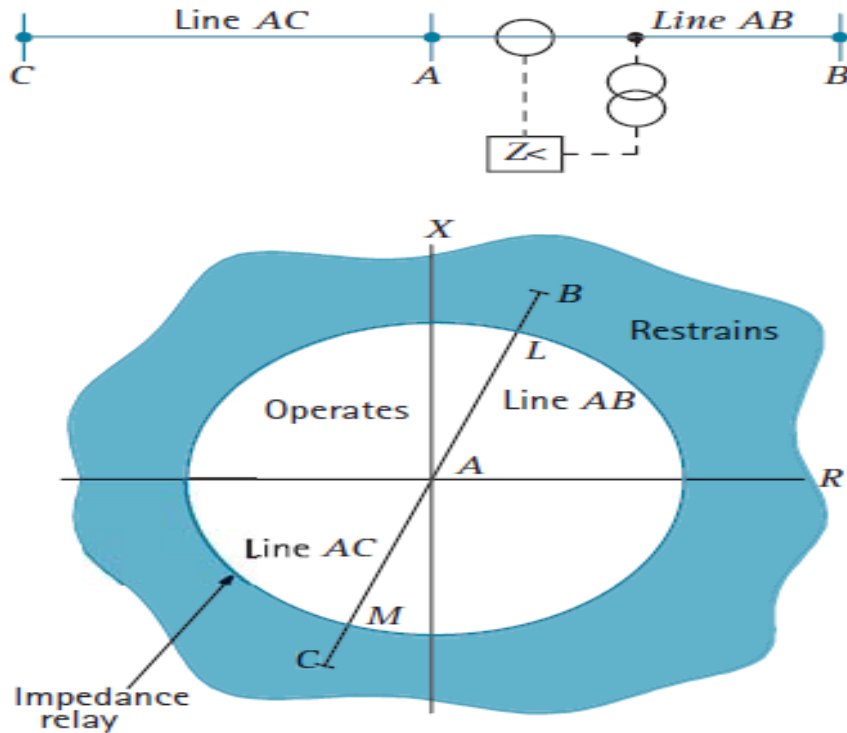 Line AC
Line AB
C
A
B
Z<
X
B
Restrains
L
Operates
Line AB
A
R
Line AC
M
C
Impedance
relay